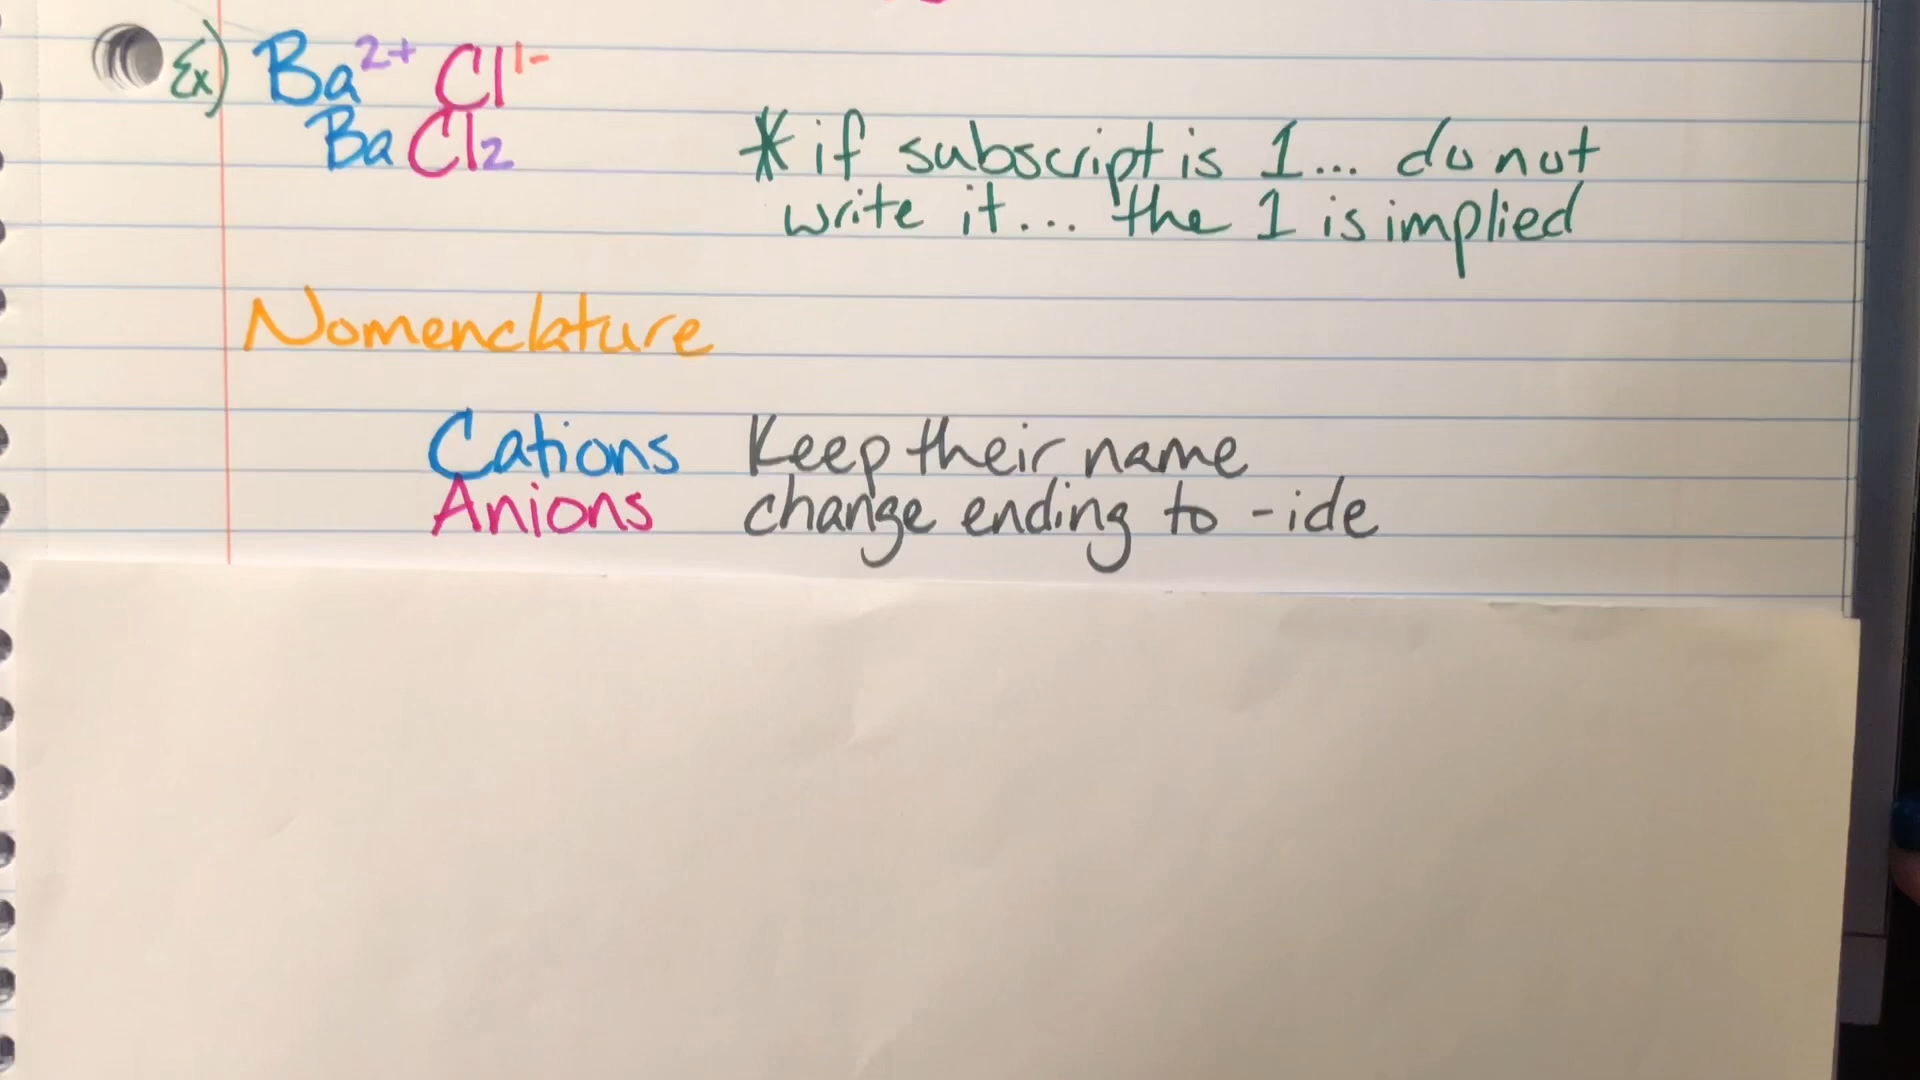 Ex) Ba²⁺ Cl¹⁻
BaCl₂
* if subscript is 1... do not
write it... the 1 is implied
Nomenclature
Cations Keep their name
Anions change ending to -ide